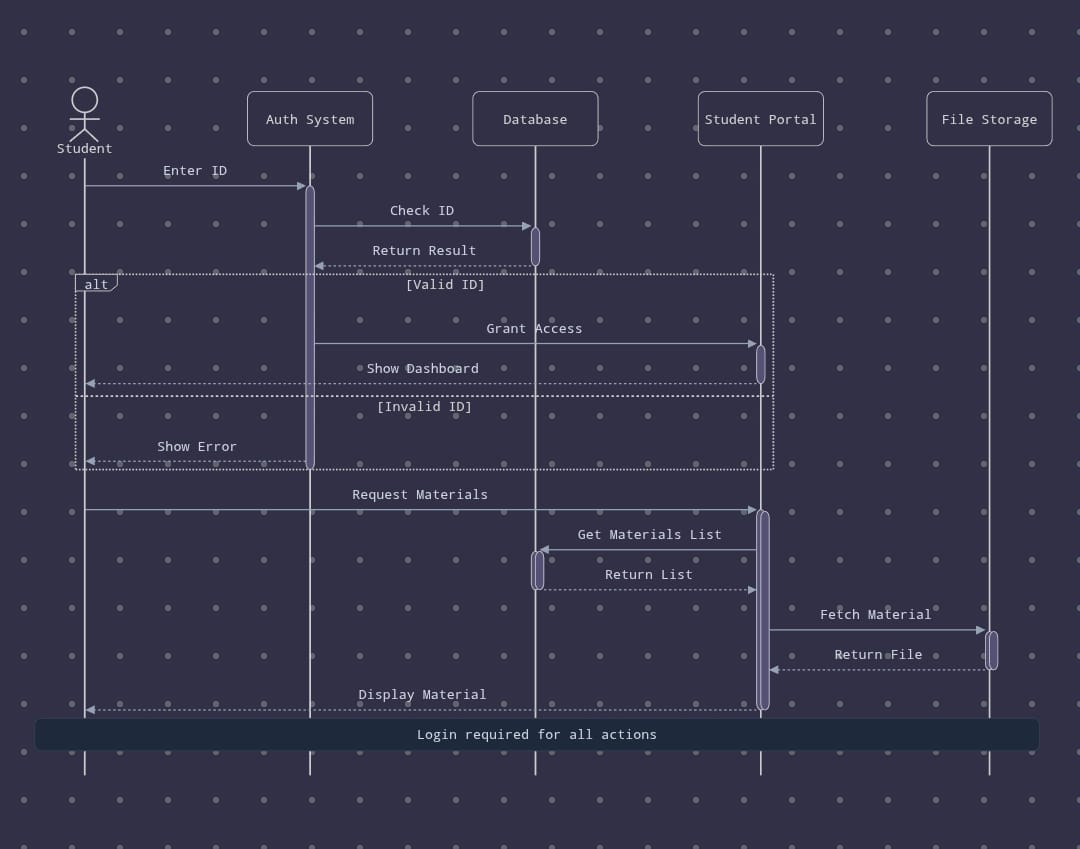 Student
Auth System
Database
Student Portal
File Storage
Enter ID
Check ID
Return Result
alt
[Valid ID]
Grant Access
Show Dashboard
[Invalid ID]
Show Error
Request Materials
Get Materials List
Return List
Fetch Material
Return File
Display Material
Login required for all actions